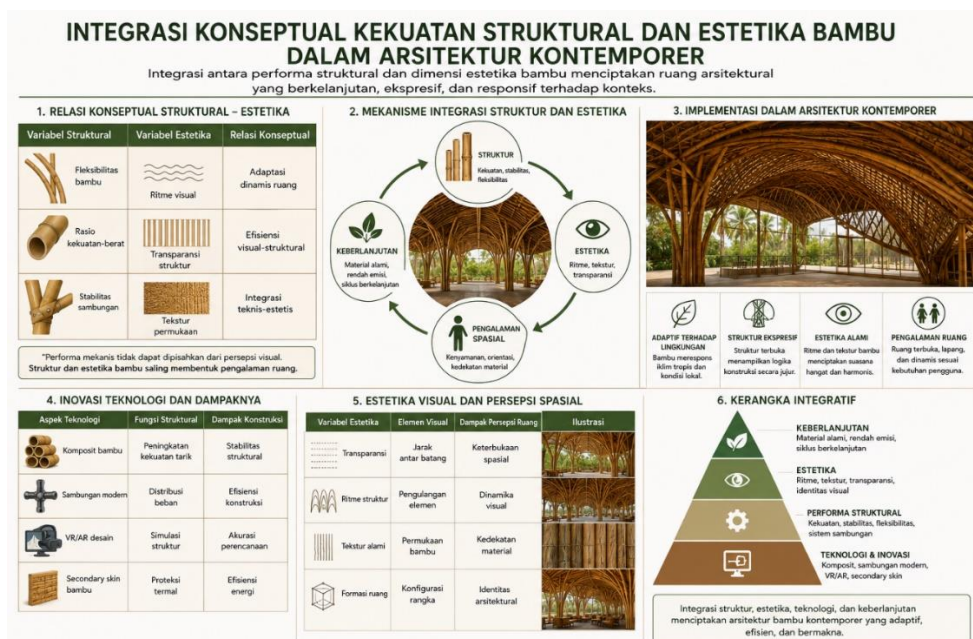 INTEGRASI KONSEPTUAL KEKUATAN STRUKTURAL DAN ESTETIKA BAMBU
DALAM ARSITEKTUR KONTEMPORER
Integrasi antara performa struktural dan dimensi estetika bambu menciptakan ruang arsitektural
yang berkelanjutan, ekspresif, dan responsif terhadap konteks.
1. RELASI KONSEPTUAL STRUKTURAL – ESTETIKA
Variabel Struktural
Variabel Estetika
Relasi Konseptual
Fleksibilitas
bambu
Ritme visual
Adaptasi
dinamis ruang
Rasio
kekuatan-berat
Transparansi
struktur
Efisiensi
visual-struktural
Stabilitas
sambungan
Tekstur
permukaan
Integrasi
teknis-estetis
"Performa mekanis tidak dapat dipisahkan dari persepsi visual.
Struktur dan estetika bambu saling membentuk pengalaman ruang.
2. MEKANISME INTEGRASI STRUKTUR DAN ESTETIKA
STRUKTUR
Kekuatan, stabilitas,
fleksibilitas
ESTETIKA
Ritme, tekstur,
transparansi
PENGALAMAN
SPASIAL
Kenyamanan, orientasi,
kedekatan material
KEBERLANJUTAN
Material alami,
rendah emisi,
siklus berkelanjutan
3. IMPLEMENTASI DALAM ARSITEKTUR KONTEMPORER
ADAPTIF TERHADAP
LINGKUNGAN
Bambu merespons
iklim tropis dan
kondisi lokal.
STRUKTUR EKSPRESIF
Struktur terbuka
menampilkan logika
konstruksi secara jujur.
ESTETIKA ALAMI
Ritme dan tekstur bambu
menciptakan suasana
hangat dan harmonis.
PENGALAMAN RUANG
Ruang terbuka, lapang,
dan dinamis sesuai
kebutuhan pengguna.
4. INOVASI TEKNOLOGI DAN DAMPAKNYA
Aspek Teknologi
Fungsi Struktural
Dampak Konstruksi
Komposit bambu
Peningkatan
kekuatan tarik
Stabilitas
struktural
Sambungan modern
Distribusi
beban
Efisiensi
konstruksi
VR/AR desain
Simulasi
struktur
Akurasi
perencanaan
Secondary skin
bambu
Proteksi
termal
Efisiensi
energi
5. ESTETIKA VISUAL DAN PERSEPSI SPASIAL
Variabel Estetika
Elemen Visual
Dampak Persepsi Ruang
Ilustrasi
Transparansi
Jarak
antar batang
Keterbukaan
spasial
Ritme struktur
Pengulangan
elemen
Dinamika
visual
Tekstur alami
Permukaan
bambu
Kedekatan
material
Formasi ruang
Konfigurasi
rangka
Identitas
arsitektural
6. KERANGKA INTEGRATIF
KEBERLANJUTAN
Material alami, rendah emisi,
siklus berkelanjutan
ESTETIKA
Ritme, tekstur, transparansi,
identitas visual
PERFORMA STRUKTURAL
Kekuatan, stabilitas, fleksibilitas,
sistem sambungan
TEKNOLOGI & INOVASI
Komposit, sambungan modern,
VR/AR, secondary skin
Integrasi struktur, estetika, teknologi, dan keberlanjutan
menciptakan arsitektur bambu kontemporer yang adaptif,
efisien, dan bermakna.